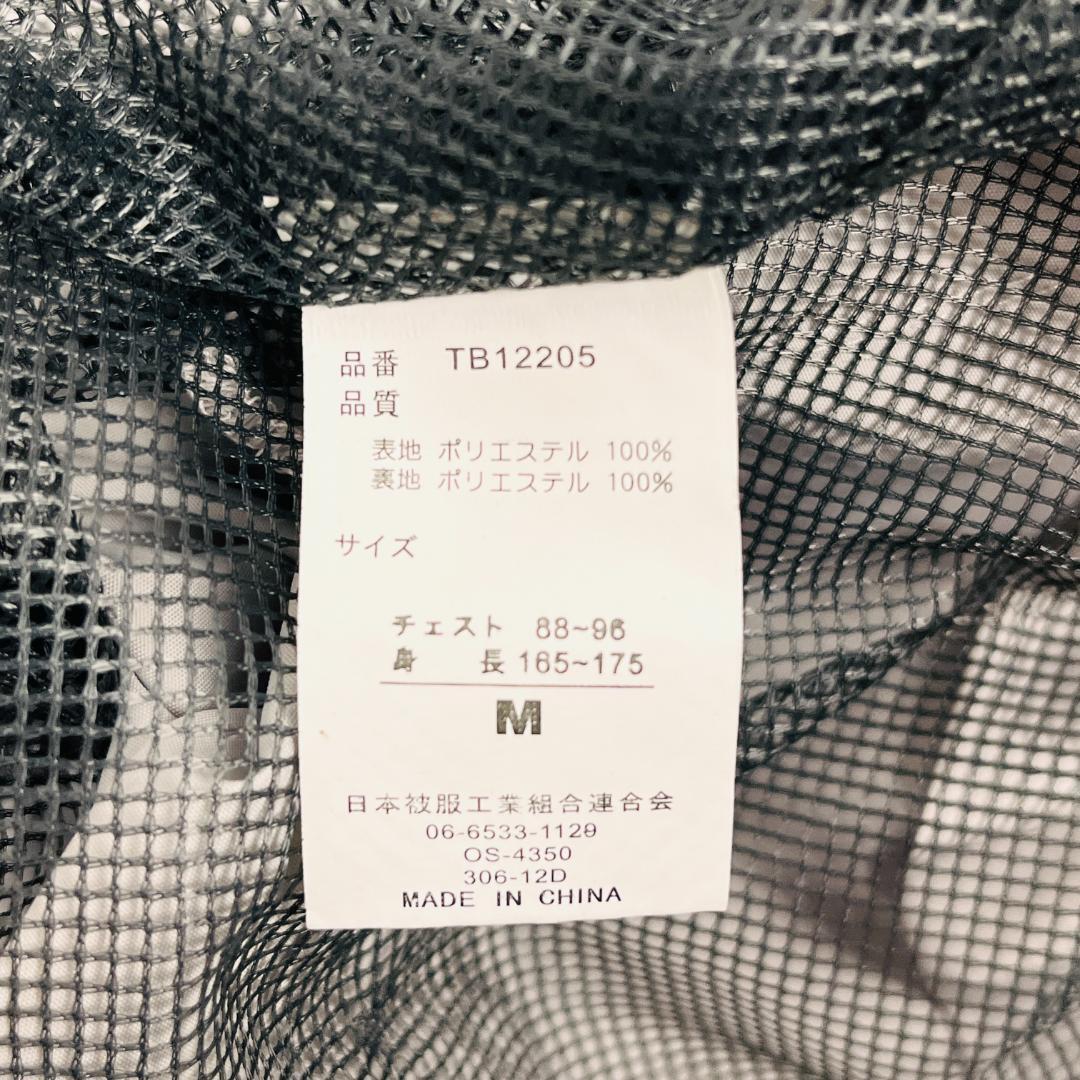 品番 TB12205
品質
表地 ポリエステル 100%
裏地 ポリエステル 100%
サイズ
チェスト 88~96
身 長 165~175
M
日本被服工業組合連合会
06-6533-1129
OS-4350
306-12D
MADE IN CHINA